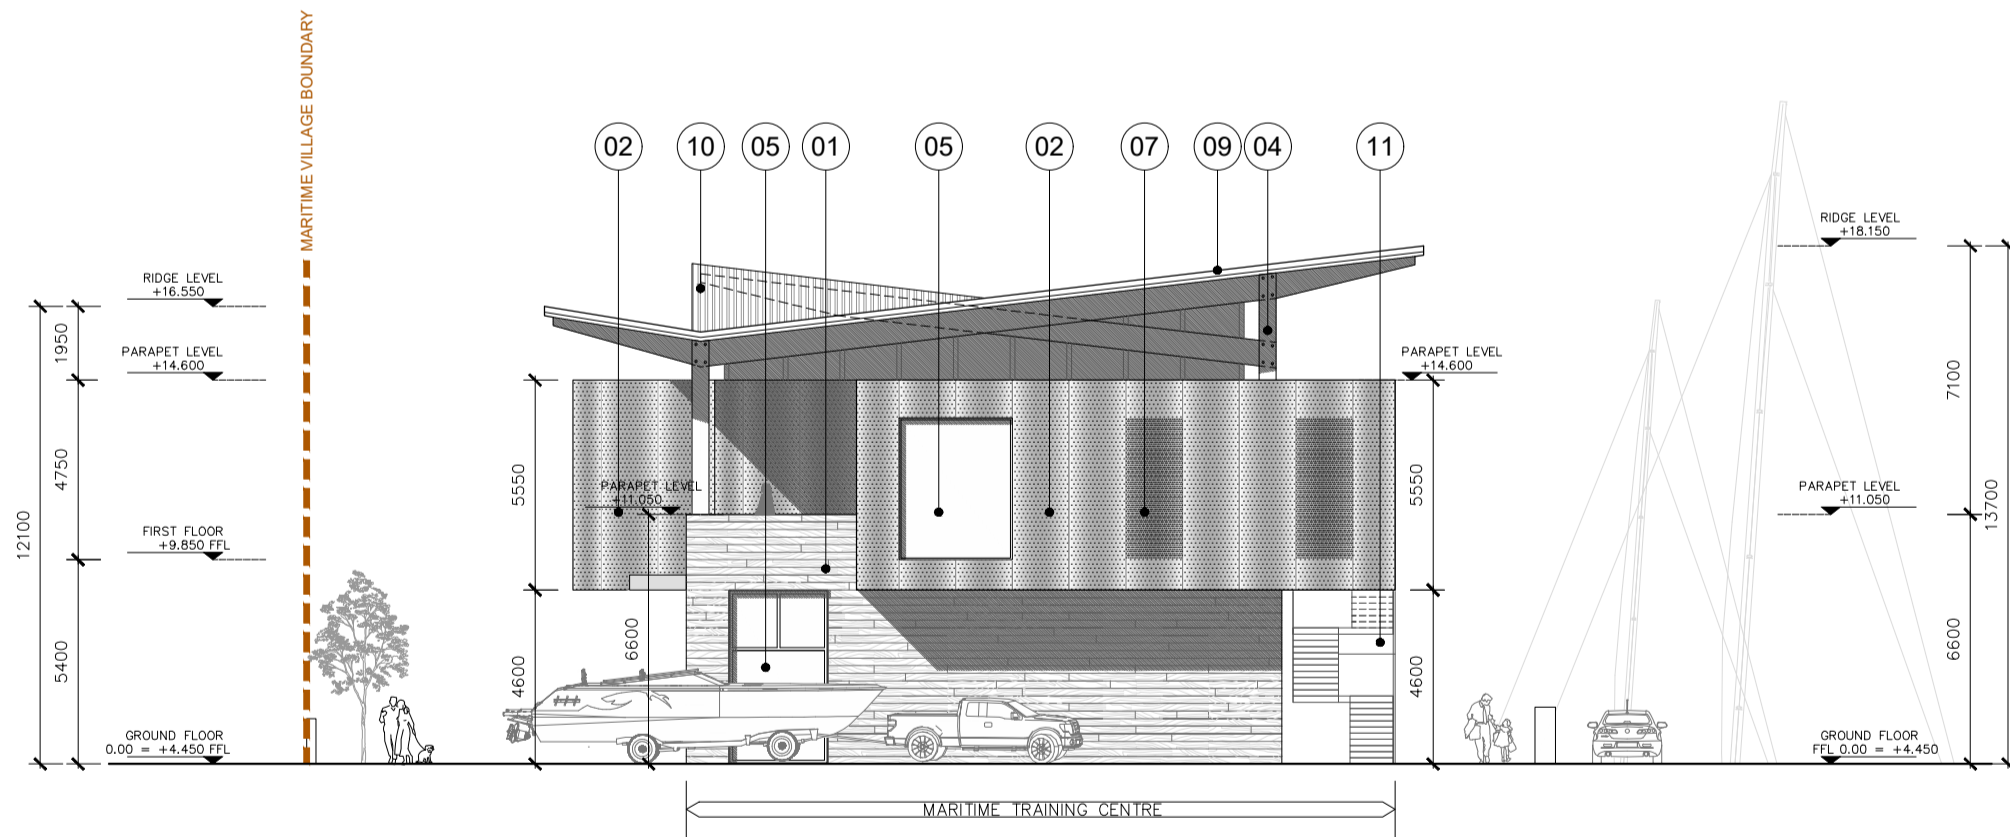 MARITIME VILLAGE BOUNDARY
02
10
05
01
05
02
07
09
04
11
RIDGE LEVEL
+16.550
PARAPET LEVEL
+14.600
FIRST FLOOR
+9.850 FFL
GROUND FLOOR
0.00 = +4.450 FFL
12100
1950
4750
5400
5550
4600
6600
PARAPET LEVEL
+11.050
PARAPET LEVEL
+14.600
5550
4600
RIDGE LEVEL
+18.150
PARAPET LEVEL
+11.050
GROUND FLOOR
FFL 0.00 = +4.450
7100
6600
13700
MARITIME TRAINING CENTRE